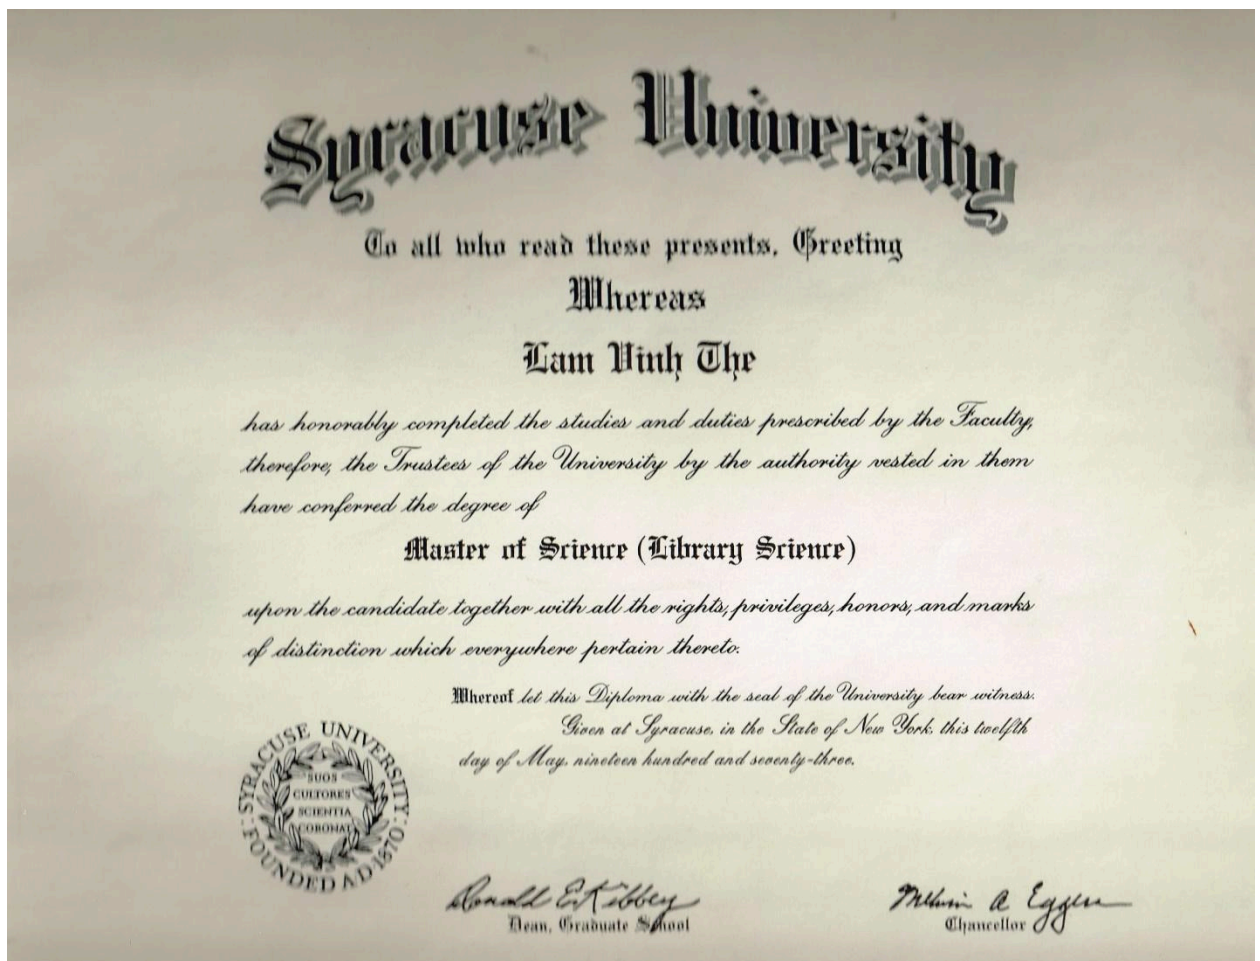 Syracuse University
To all who read these presents, Greeting
Whereas
Lam Vinh The
has honorably completed the studies and duties prescribed by the Faculty,
therefore, the Trustees of the University by the authority vested in them
have conferred the degree of
Master of Science (Library Science)
upon the candidate together with all the rights, privileges, honors, and marks
of distinction which everywhere pertain thereto.
Whereof let this Diploma with the seal of the University bear witness.
Given at Syracuse, in the State of New York, this twelfth
day of May, nineteen hundred and seventy-three.
SYRACUSE UNIVERSITY
FOUNDED A.D. 1870
SUOS
CULTORES
SCIENTIA
CORONAT
Donald E. Kibbey
Dean, Graduate School
Melvin A Eggers
Chancellor